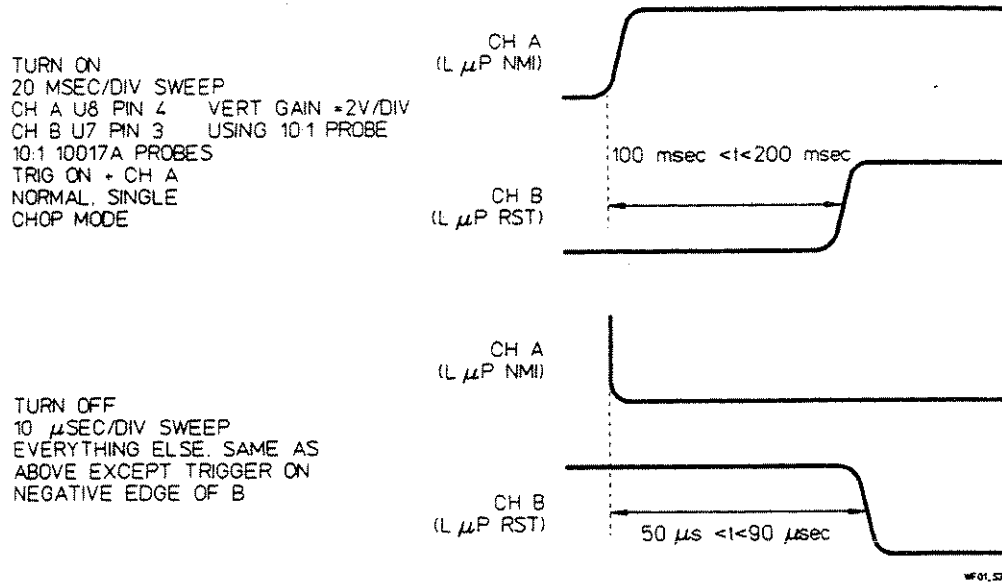 TURN ON
20 MSEC/DIV SWEEP
CH A U8 PIN 4 VERT GAIN =2V/DIV
CH B U7 PIN 3 USING 10:1 PROBE
10:1 10017A PROBES
TRIG ON + CH A
NORMAL, SINGLE
CHOP MODE
CH A
(L μP NMI)
100 msec <t<200 msec
CH B
(L μP RST)
TURN OFF
10 μSEC/DIV SWEEP
EVERYTHING ELSE. SAME AS
ABOVE EXCEPT TRIGGER ON
NEGATIVE EDGE OF B
CH A
(L μP NMI)
CH B
(L μP RST)
50 μs <t<90 μsec